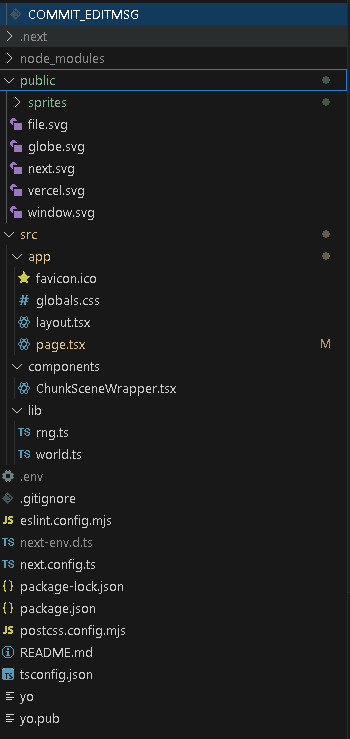 COMMIT_EDITMSG
.next
node_modules
public
sprites
file.svg
globe.svg
next.svg
vercel.svg
window.svg
src
app
favicon.ico
# globals.css
layout.tsx
page.tsx M
components
ChunkSceneWrapper.tsx
lib
TS rng.ts
TS world.ts
.env
.gitignore
JS eslint.config.mjs
TS next-env.d.ts
TS next.config.ts
{} package-lock.json
{} package.json
JS postcss.config.mjs
README.md
TS tsconfig.json
yo
yo.pub